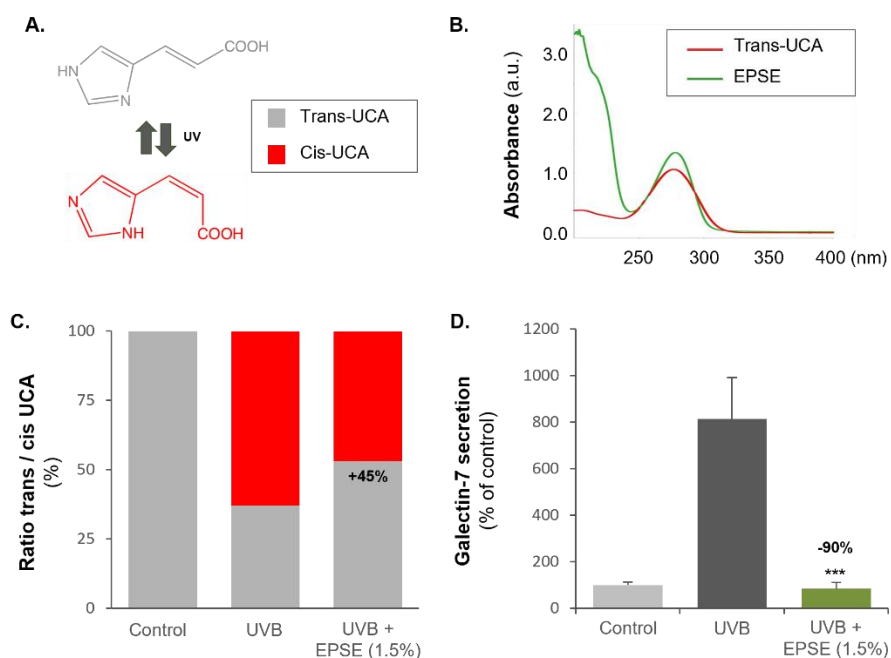 A.
COOH
HN
N
UV
N
NH
COOH
Trans-UCA
Cis-UCA
B.
Absorbance (a.u.)
3.0
2.0
1.0
0.0
250
300
350
400 (nm)
Trans-UCA
EPSE
C.
Ratio trans / cis UCA
(%)
100
75
50
25
0
+45%
Control
UVB
UVB +
EPSE (1.5%)
D.
Galectin-7 secretion
(% of control)
1200
1000
800
600
400
200
0
-90%
***
Control
UVB
UVB +
EPSE (1.5%)